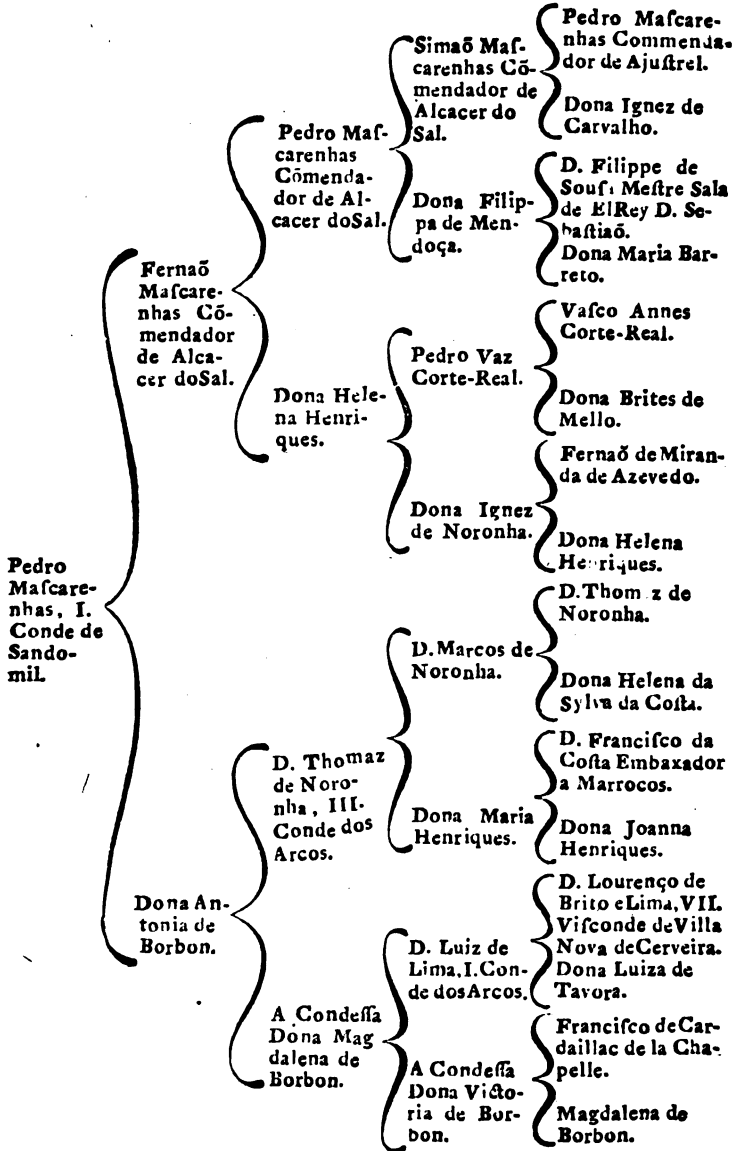 Pedro
Maſcare-
nhas, I.
Conde de
Sando-
mil.
Fernaõ
Maſcare-
nhas Cõ-
mendador
de Alca-
cer doSal.
Pedro Maſ-
carenhas
Cõmenda-
dor de Al-
cacer doSal.
Simaõ Maſ-
carenhas Cõ-
mendador de
Alcacer do
Sal.
Pedro Maſcare-
nhas Commenda-
dor de Ajuſtrel.
Dona Ignez de
Carvalho.
Dona Filip-
pa de Men-
doça.
D. Filippe de
Souſa Meſtre Sala
de ElRey D. Se-
baſtiaõ.
Dona Maria Bar-
reto.
Dona Hele-
na Henri-
ques.
Pedro Vaz
Corte-Real.
Vaſco Annes
Corte-Real.
Dona Brites de
Mello.
Dona Ignez
de Noronha.
Fernaõ de Miran-
da de Azevedo.
Dona Helena
Henriques.
Dona An-
tonia de
Borbon.
D. Thomaz
de Noro-
nha, III.
Conde dos
Arcos.
D. Marcos de
Noronha.
D. Thomaz de
Noronha.
Dona Helena da
Sylva da Coſta.
Dona Maria
Henriques.
D. Franciſco da
Coſta Embaxador
a Marrocos.
Dona Joanna
Henriques.
A Condeſſa
Dona Mag
dalena de
Borbon.
D. Luiz de
Lima, I. Con-
de dos Arcos.
D. Lourenço de
Brito e Lima, VII.
Viſconde de Villa
Nova de Cerveira.
Dona Luiza de
Tavora.
A Condeſſa
Dona Victo-
ria de Bor-
bon.
Franciſco de Car-
daillac de la Cha-
pelle.
Magdalena de
Borbon.